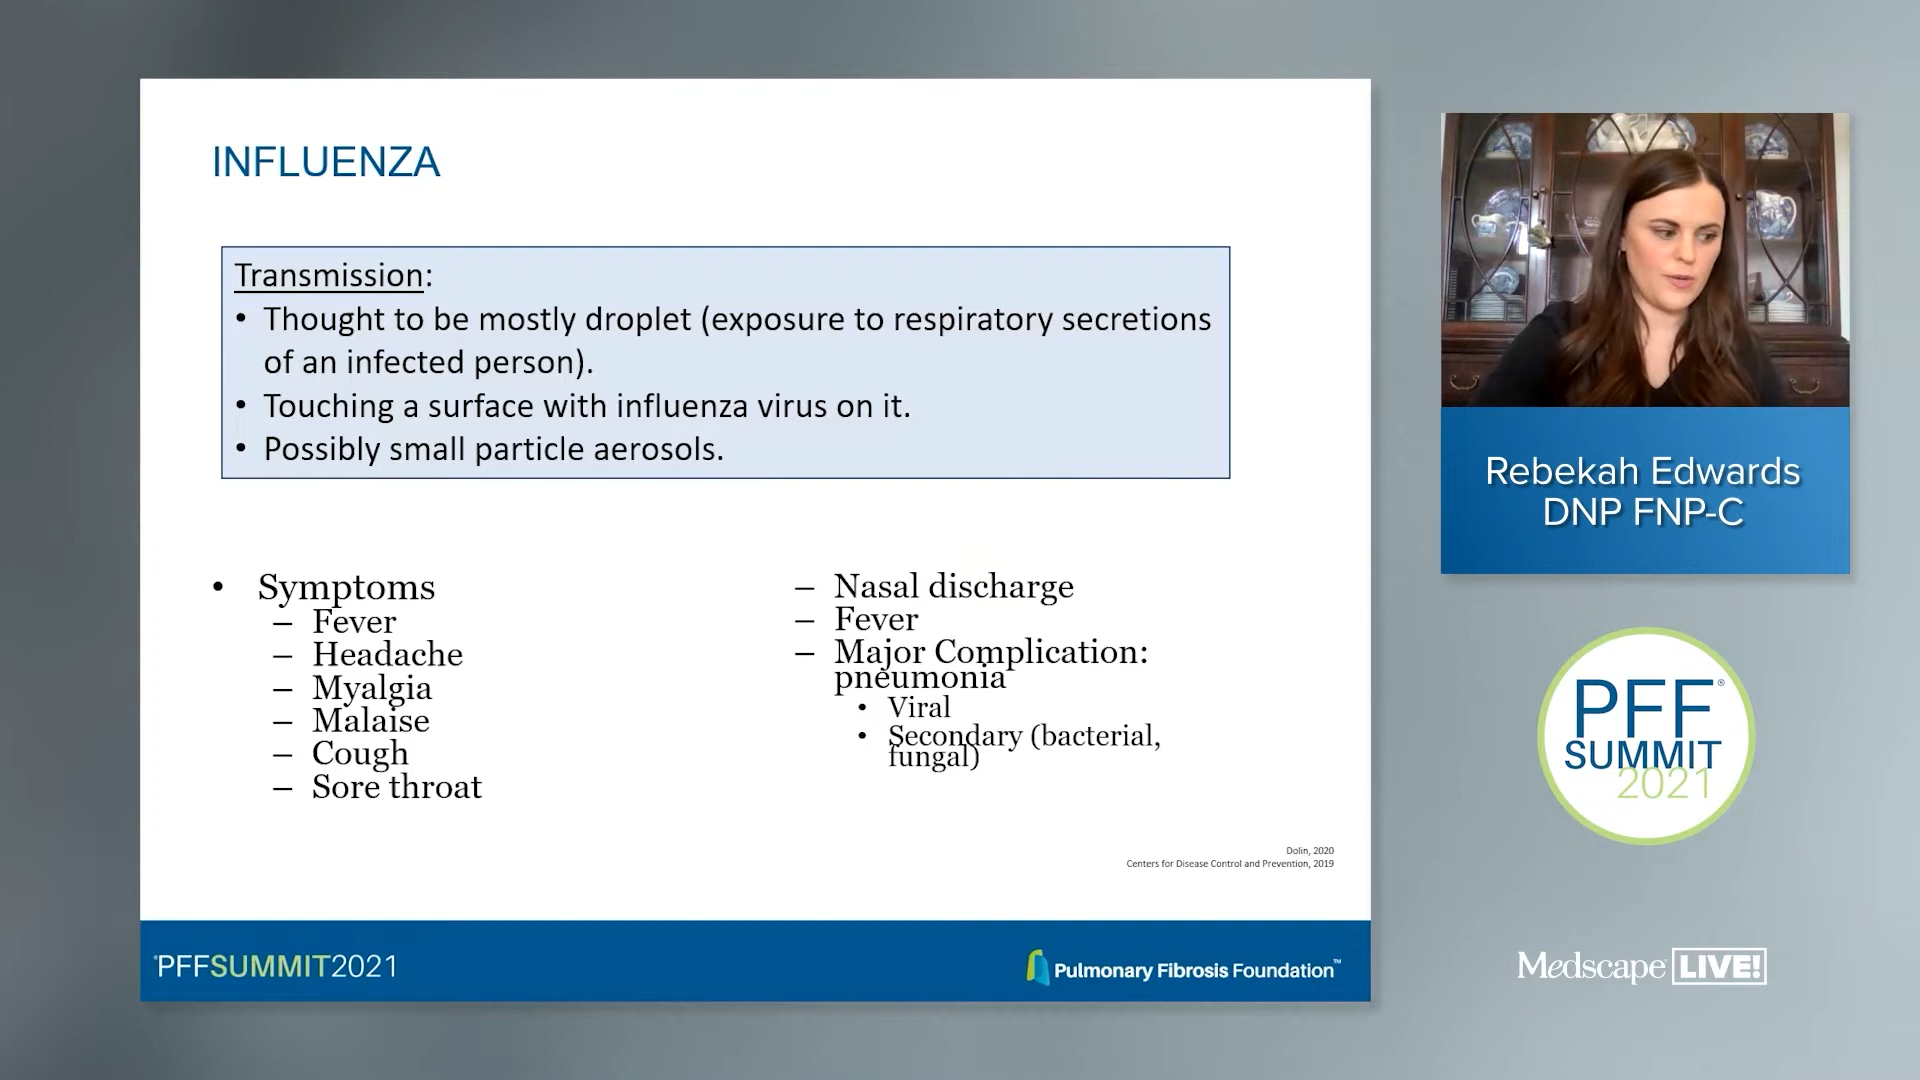 INFLUENZA
Transmission:
• Thought to be mostly droplet (exposure to respiratory secretions
of an infected person).
• Touching a surface with influenza virus on it.
• Possibly small particle aerosols.
• Symptoms
– Fever
– Headache
– Myalgia
– Malaise
– Cough
– Sore throat
– Nasal discharge
– Fever
– Major Complication:
pneumonia
• Viral
• Secondary (bacterial,
fungal)
Dolin, 2020
Centers for Disease Control and Prevention, 2019
PFFSUMMIT2021
Pulmonary Fibrosis Foundation™
Rebekah Edwards
DNP FNP-C
PFF®
SUMMIT
2021
Medscape LIVE!